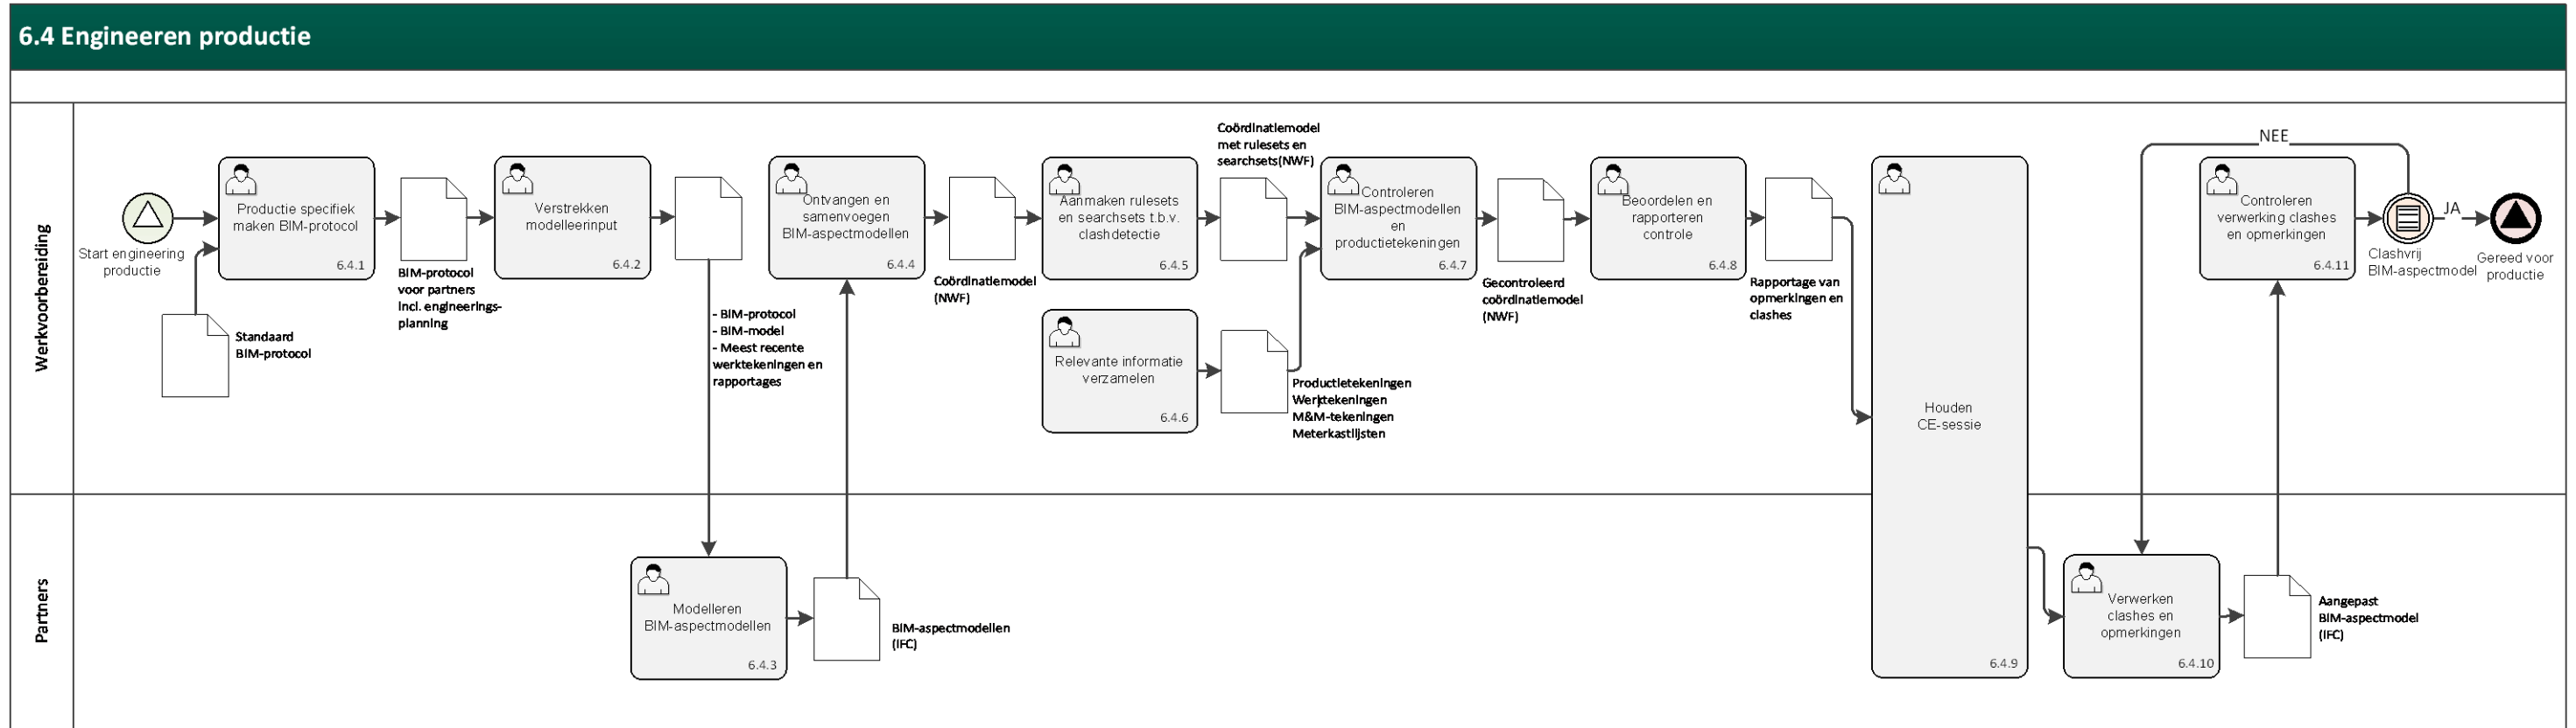 6.4 Engineeren productie
Werkvoorbereiding
Start engineering
productie
Standaard
BIM-protocol
Productie specifiek
maken BIM-protocol
6.4.1
BIM-protocol
voor partners
incl. engineerings-
planning
Verstrekken
modelleerinput
6.4.2
- BIM-protocol
- BIM-model
- Meest recente
werktekeningen en
rapportages
Ontvangen en
samenvoegen
BIM-aspectmodellen
6.4.4
Coördinatiemodel
(NWF)
Aanmaken rulesets
en searchsets t.b.v.
clashdetectie
6.4.5
Coördinatiemodel
met rulesets en
searchsets(NWF)
Relevante informatie
verzamelen
6.4.6
Productietekeningen
Werktekeningen
M&M-tekeningen
Meterkastlijsten
Controleren
BIM-aspectmodellen
en
productietekeningen
6.4.7
Gecontroleerd
coördinatiemodel
(NWF)
Beoordelen en
rapporteren
controle
6.4.8
Rapportage van
opmerkingen en
clashes
Houden
CE-sessie
6.4.9
Controleren
verwerking clashes
en opmerkingen
6.4.11
NEE
Clashvrij
BIM-aspectmodel
JA
Gereed voor
productie
Partners
Modelleren
BIM-aspectmodellen
6.4.3
BIM-aspectmodellen
(IFC)
Verwerken
clashes en
opmerkingen
6.4.10
Aangepast
BIM-aspectmodel
(IFC)